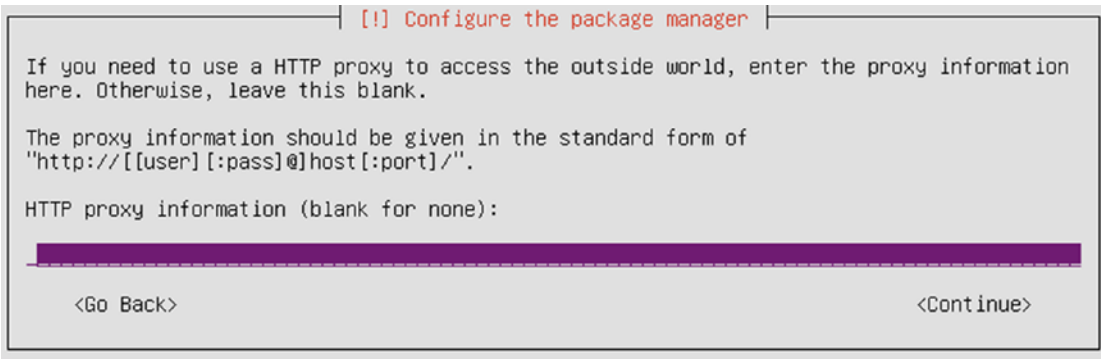 [!] Configure the package manager
If you need to use a HTTP proxy to access the outside world, enter the proxy information
here. Otherwise, leave this blank.
The proxy information should be given in the standard form of
"http://[[user][:pass]@]host[:port]/".
HTTP proxy information (blank for none):
<Go Back> <Continue>